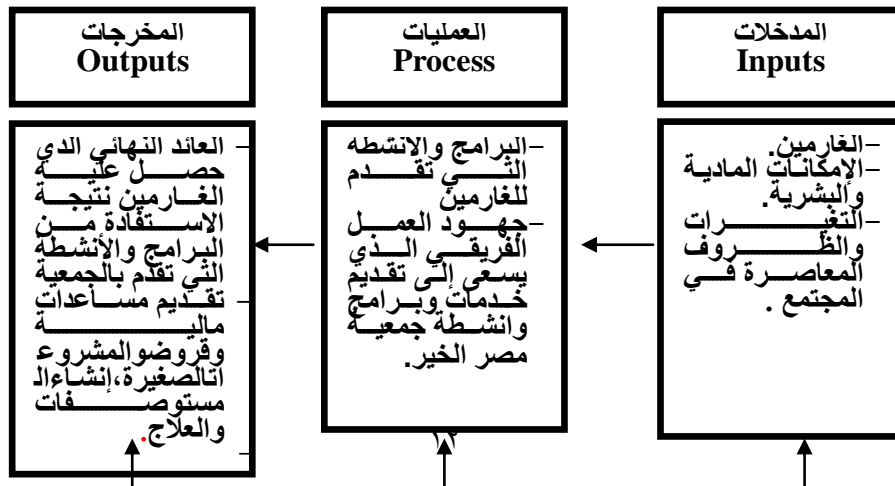 المدخلات
Inputs
العمليات
Process
المخرجات
Outputs
-الغارمين.
-الإمكانات المادية
والبشرية.
-التغيرات
والظروف
المعاصرة في
المجتمع .
-البرامج والانشطه
التي تقدم
للغارمين
-جهود العمل
الفريقي الذي
يسعى إلى تقديم
خدمات وبرامج
وانشطة جمعية
مصر الخير.
- العائد النهائي الذي
حصل عليه
الغارمين نتيجة
الاستفادة من
البرامج والأنشطة
التي تقدم بالجمعية
- تقديم مساعدات
مالية
وقروضوالمشروع
اتالصغيرة،إنشاءال
مستوصفات
والعلاج.
-